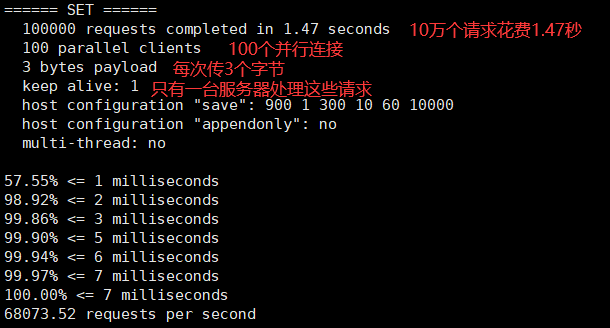 ====== SET ======
100000 requests completed in 1.47 seconds 10万个请求花费1.47秒
100 parallel clients 100个并行连接
3 bytes payload 每次传3个字节
keep alive: 1 只有一台服务器处理这些请求
host configuration "save": 900 1 300 10 60 10000
host configuration "appendonly": no
multi-thread: no
57.55% <= 1 milliseconds
98.92% <= 2 milliseconds
99.86% <= 3 milliseconds
99.90% <= 5 milliseconds
99.94% <= 6 milliseconds
99.97% <= 7 milliseconds
100.00% <= 7 milliseconds
68073.52 requests per second